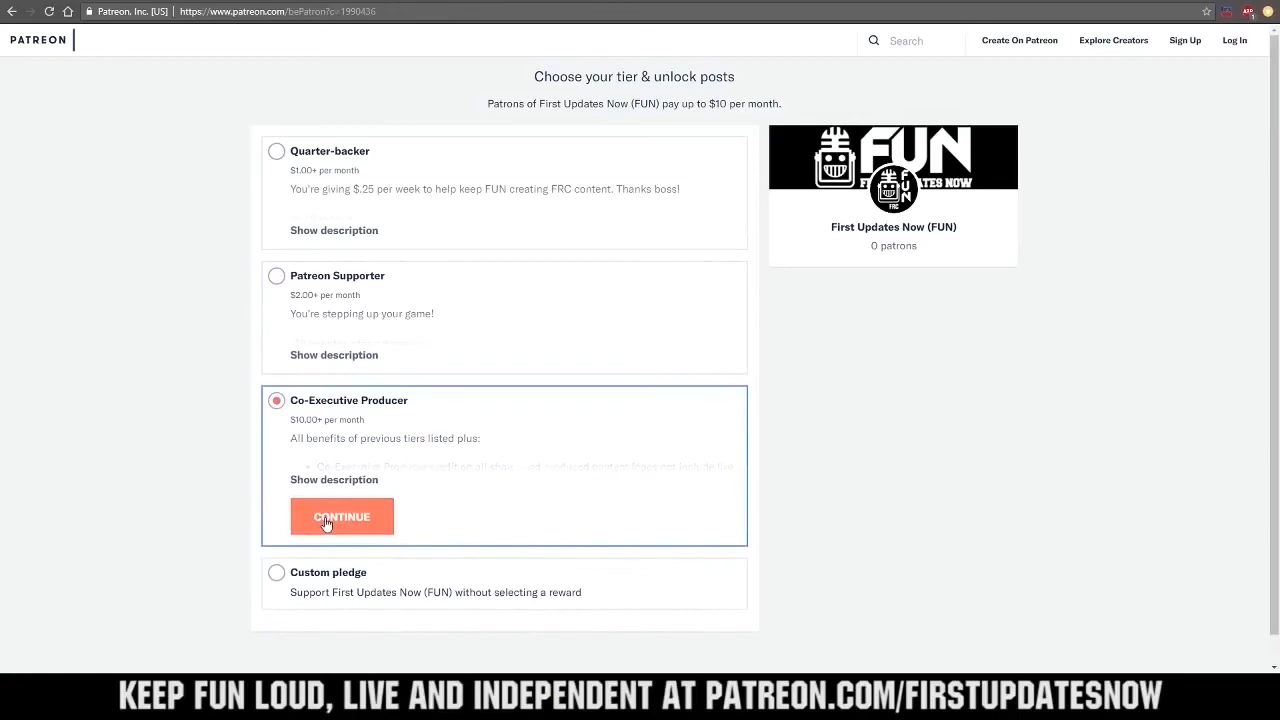 Patreon, Inc. [US] | https://www.patreon.com/bePatron?c=1990436
PATREON
Search
Create On Patreon
Explore Creators
Sign Up
Log In
Choose your tier & unlock posts
Patrons of First Updates Now (FUN) pay up to $10 per month.
Quarter-backer
$1.00+ per month
You're giving $.25 per week to help keep FUN creating FRC content. Thanks boss!
Show description
Patreon Supporter
$2.00+ per month
You're stepping up your game!
Show description
Co-Executive Producer
$10.00+ per month
All benefits of previous tiers listed plus:
Show description
CONTINUE
Custom pledge
Support First Updates Now (FUN) without selecting a reward
FUN
FUN
FRC
First Updates Now (FUN)
0 patrons
KEEP FUN LOUD, LIVE AND INDEPENDENT AT PATREON.COM/FIRSTUPDATESNOW